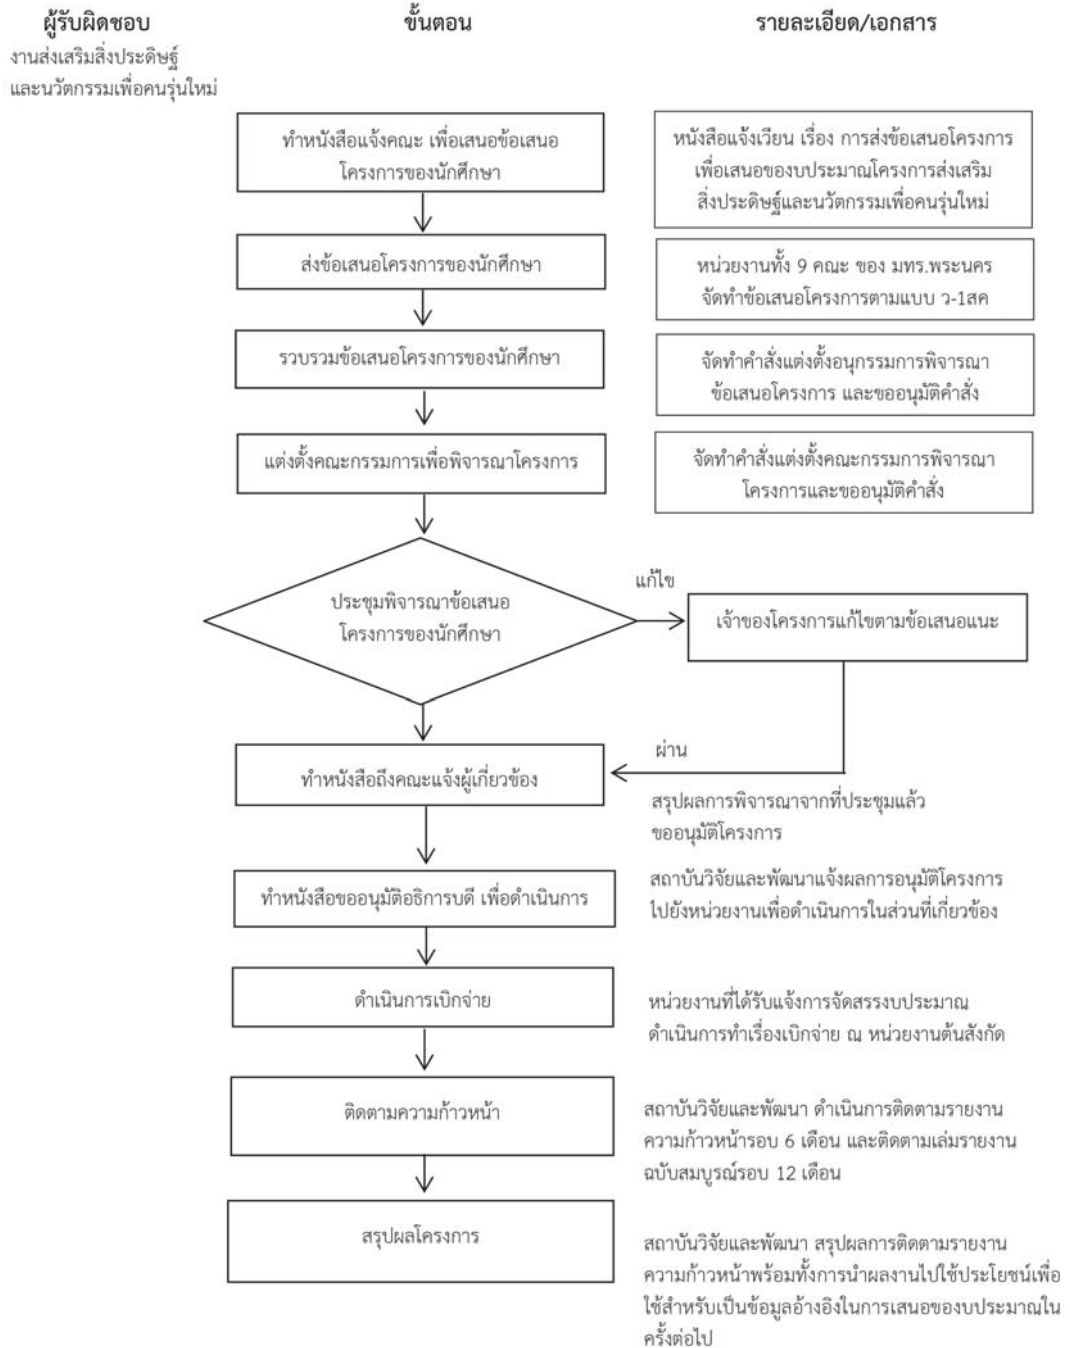 ผู้รับผิดชอบ
ขั้นตอน
รายละเอียด/เอกสาร
งานส่งเสริมสิ่งประดิษฐ์
และนวัตกรรมเพื่อคนรุ่นใหม่
ทำหนังสือแจ้งคณะ เพื่อเสนอข้อเสนอ
โครงการของนักศึกษา
หนังสือแจ้งเวียน เรื่อง การส่งข้อเสนอโครงการ
เพื่อเสนอของบประมาณโครงการส่งเสริม
สิ่งประดิษฐ์และนวัตกรรมเพื่อคนรุ่นใหม่
ส่งข้อเสนอโครงการของนักศึกษา
หน่วยงานทั้ง 9 คณะ ของ มทร.พระนคร
จัดทำข้อเสนอโครงการตามแบบ ว-1สค
รวบรวมข้อเสนอโครงการของนักศึกษา
จัดทำคำสั่งแต่งตั้งอนุกรรมการพิจารณา
ข้อเสนอโครงการ และขออนุมัติคำสั่ง
แต่งตั้งคณะกรรมการเพื่อพิจารณาโครงการ
จัดทำคำสั่งแต่งตั้งคณะกรรมการพิจารณา
โครงการและขออนุมัติคำสั่ง
ประชุมพิจารณาข้อเสนอ
โครงการของนักศึกษา
แก้ไข
เจ้าของโครงการแก้ไขตามข้อเสนอแนะ
ผ่าน
ทำหนังสือถึงคณะแจ้งผู้เกี่ยวข้อง
สรุปผลการพิจารณาจากที่ประชุมแล้ว
ขออนุมัติโครงการ
ทำหนังสือขออนุมัติอธิการบดี เพื่อดำเนินการ
สถาบันวิจัยและพัฒนาแจ้งผลการอนุมัติโครงการ
ไปยังหน่วยงานเพื่อดำเนินการในส่วนที่เกี่ยวข้อง
ดำเนินการเบิกจ่าย
หน่วยงานที่ได้รับแจ้งการจัดสรรงบประมาณ
ดำเนินการทำเรื่องเบิกจ่าย ณ หน่วยงานต้นสังกัด
ติดตามความก้าวหน้า
สถาบันวิจัยและพัฒนา ดำเนินการติดตามรายงาน
ความก้าวหน้ารอบ 6 เดือน และติดตามเล่มรายงาน
ฉบับสมบูรณ์รอบ 12 เดือน
สรุปผลโครงการ
สถาบันวิจัยและพัฒนา สรุปผลการติดตามรายงาน
ความก้าวหน้าพร้อมทั้งการนำผลงานไปใช้ประโยชน์เพื่อ
ใช้สำหรับเป็นข้อมูลอ้างอิงในการเสนอของบประมาณใน
ครั้งต่อไป